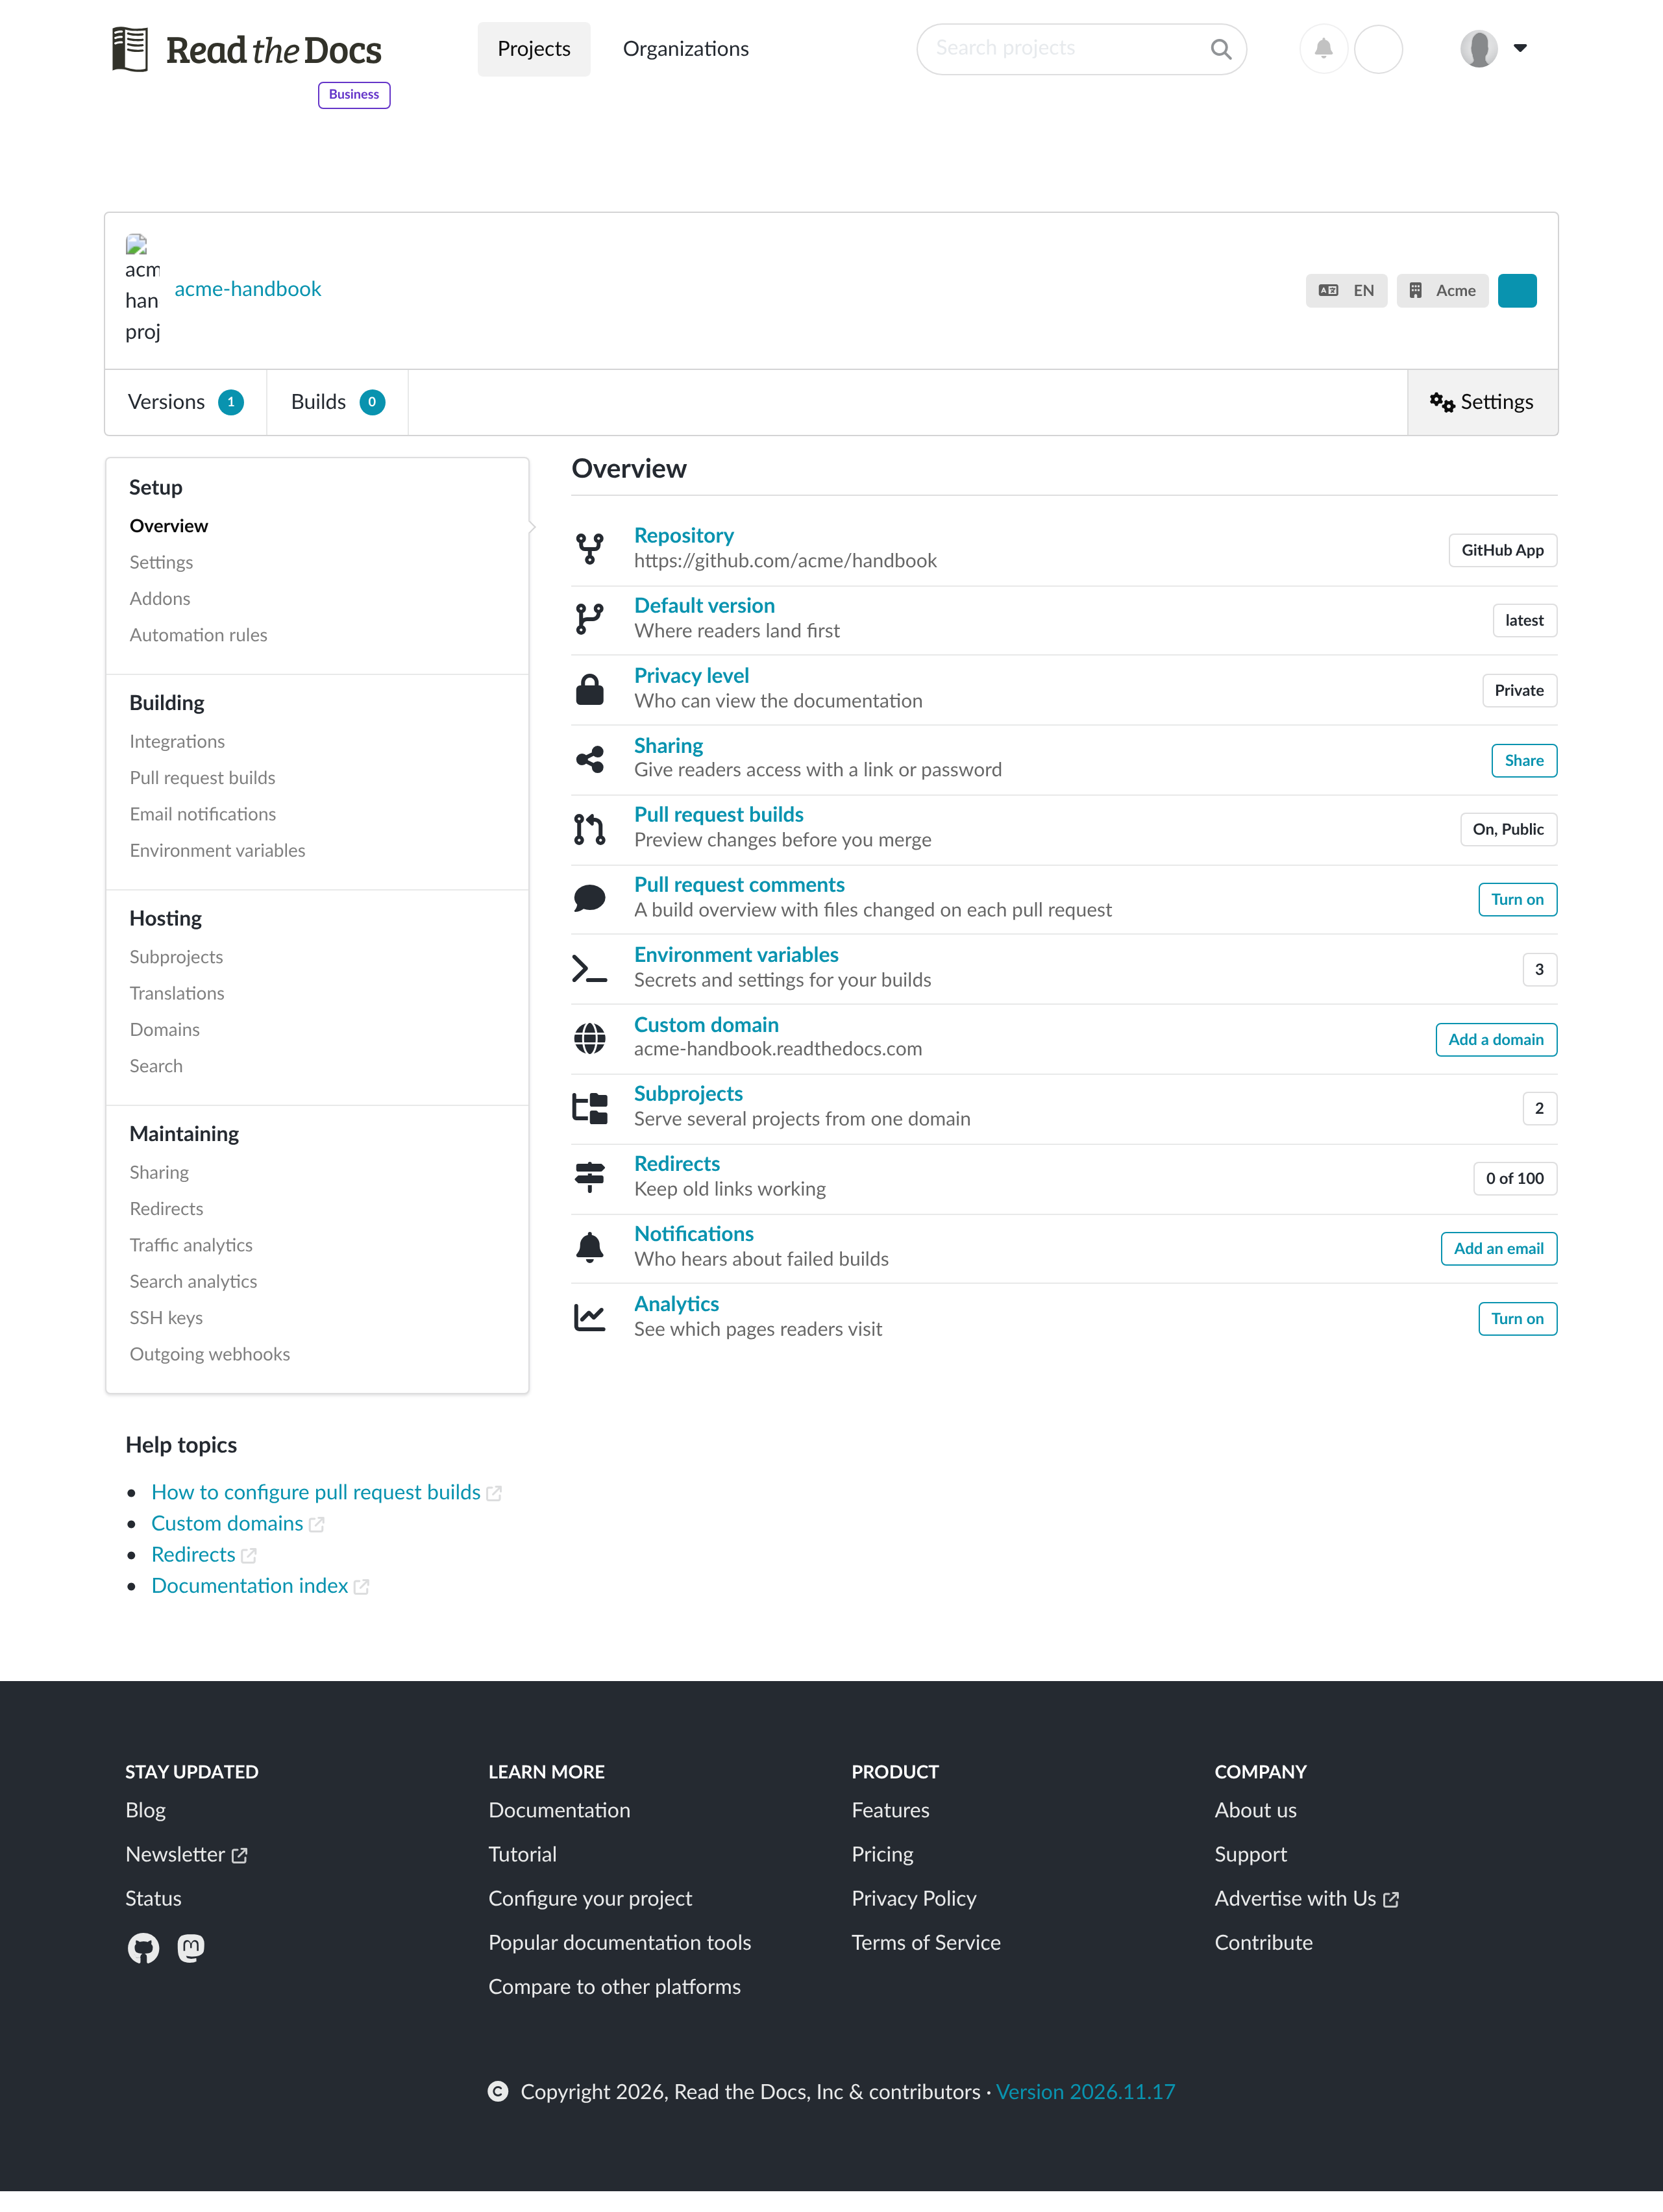 Read the Docs
Business
Projects
Organizations
Search projects
acm
han
proj
acme-handbook
EN
Acme
Versions 1
Builds 0
Settings
Setup
Overview
Settings
Addons
Automation rules
Building
Integrations
Pull request builds
Email notifications
Environment variables
Hosting
Subprojects
Translations
Domains
Search
Maintaining
Sharing
Redirects
Traffic analytics
Search analytics
SSH keys
Outgoing webhooks
Help topics
How to configure pull request builds
Custom domains
Redirects
Documentation index
Overview
Repository
https://github.com/acme/handbook
GitHub App
Default version
Where readers land first
latest
Privacy level
Who can view the documentation
Private
Sharing
Give readers access with a link or password
Share
Pull request builds
Preview changes before you merge
On, Public
Pull request comments
A build overview with files changed on each pull request
Turn on
Environment variables
Secrets and settings for your builds
3
Custom domain
acme-handbook.readthedocs.com
Add a domain
Subprojects
Serve several projects from one domain
2
Redirects
Keep old links working
0 of 100
Notifications
Who hears about failed builds
Add an email
Analytics
See which pages readers visit
Turn on
STAY UPDATED
Blog
Newsletter
Status
LEARN MORE
Documentation
Tutorial
Configure your project
Popular documentation tools
Compare to other platforms
PRODUCT
Features
Pricing
Privacy Policy
Terms of Service
COMPANY
About us
Support
Advertise with Us
Contribute
Copyright 2026, Read the Docs, Inc & contributors · Version 2026.11.17